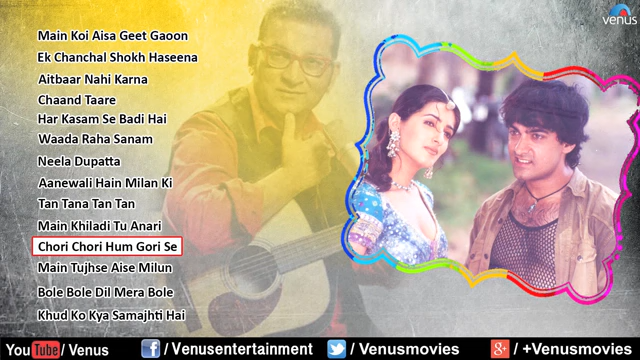 VENUS
Main Koi Aisa Geet Gaoon
Ek Chanchal Shokh Haseena
Aitbaar Nahi Karna
Chaand Taare
Har Kasam Se Badi Hai
Waada Raha Sanam
Neela Dupatta
Aanewali Hain Milan Ki
Tan Tana Tan Tan
Main Khiladi Tu Anari
Chori Chori Hum Gori Se
Main Tujhse Aise Milun
Bole Bole Dil Mera Bole
Khud Ko Kya Samajhti Hai
You Tube / Venus f / Venusentertainment / Venusmovies g+ / +Venusmovies